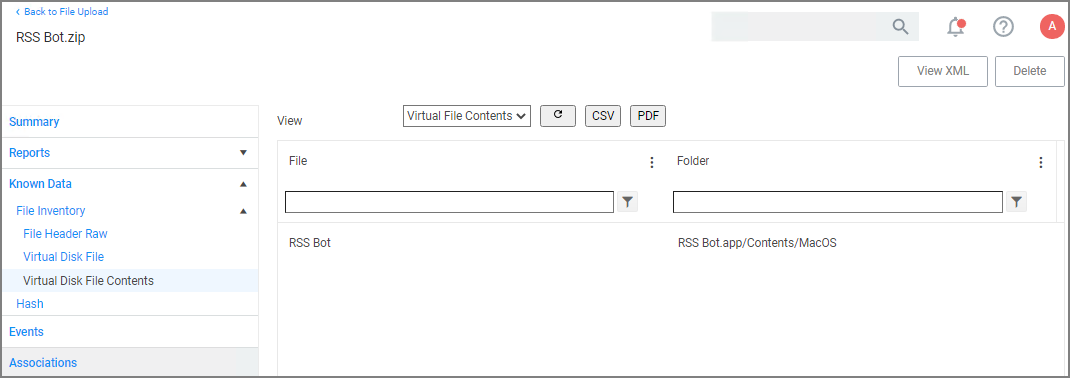 Back to File Upload
RSS Bot.zip
A
View XML
Delete
Summary
Reports
Known Data
File Inventory
File Header Raw
Virtual Disk File
Virtual Disk File Contents
Hash
Events
Associations
View
Virtual File Contents
CSV
PDF
File
Folder
RSS Bot
RSS Bot.app/Contents/MacOS